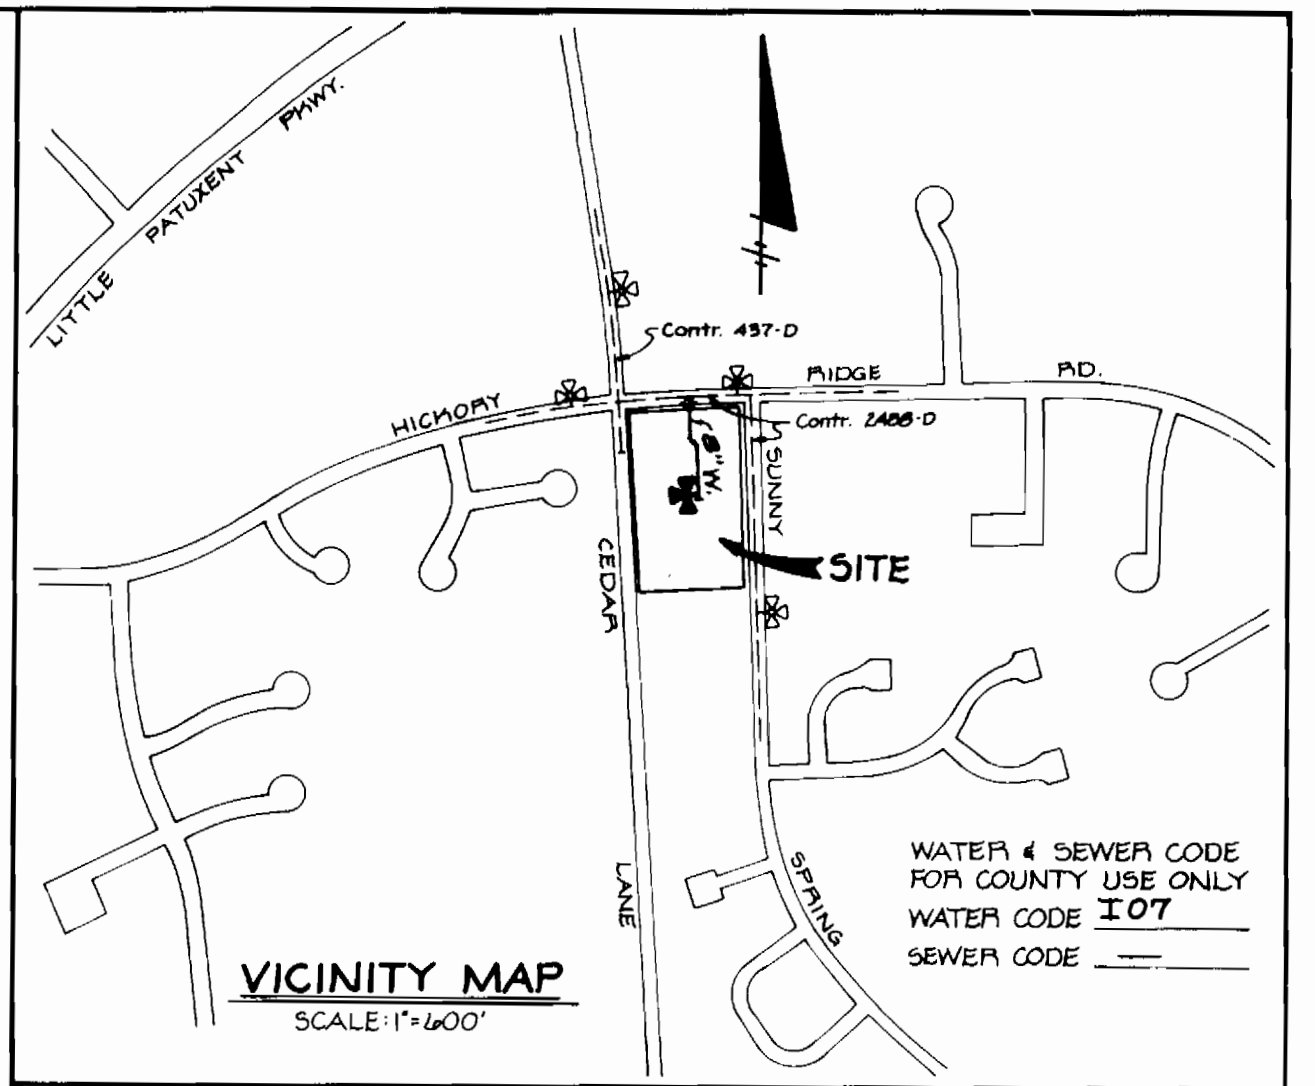 LITTLE PATUXENT PKWY.
Contr. 437-D
HICKORY RIDGE RD.
Contr. 2488-D
8" W.
SUNNY SPRING
CEDAR LANE
SITE
WATER & SEWER CODE
FOR COUNTY USE ONLY
WATER CODE I07
SEWER CODE —
VICINITY MAP
SCALE: 1"=600'